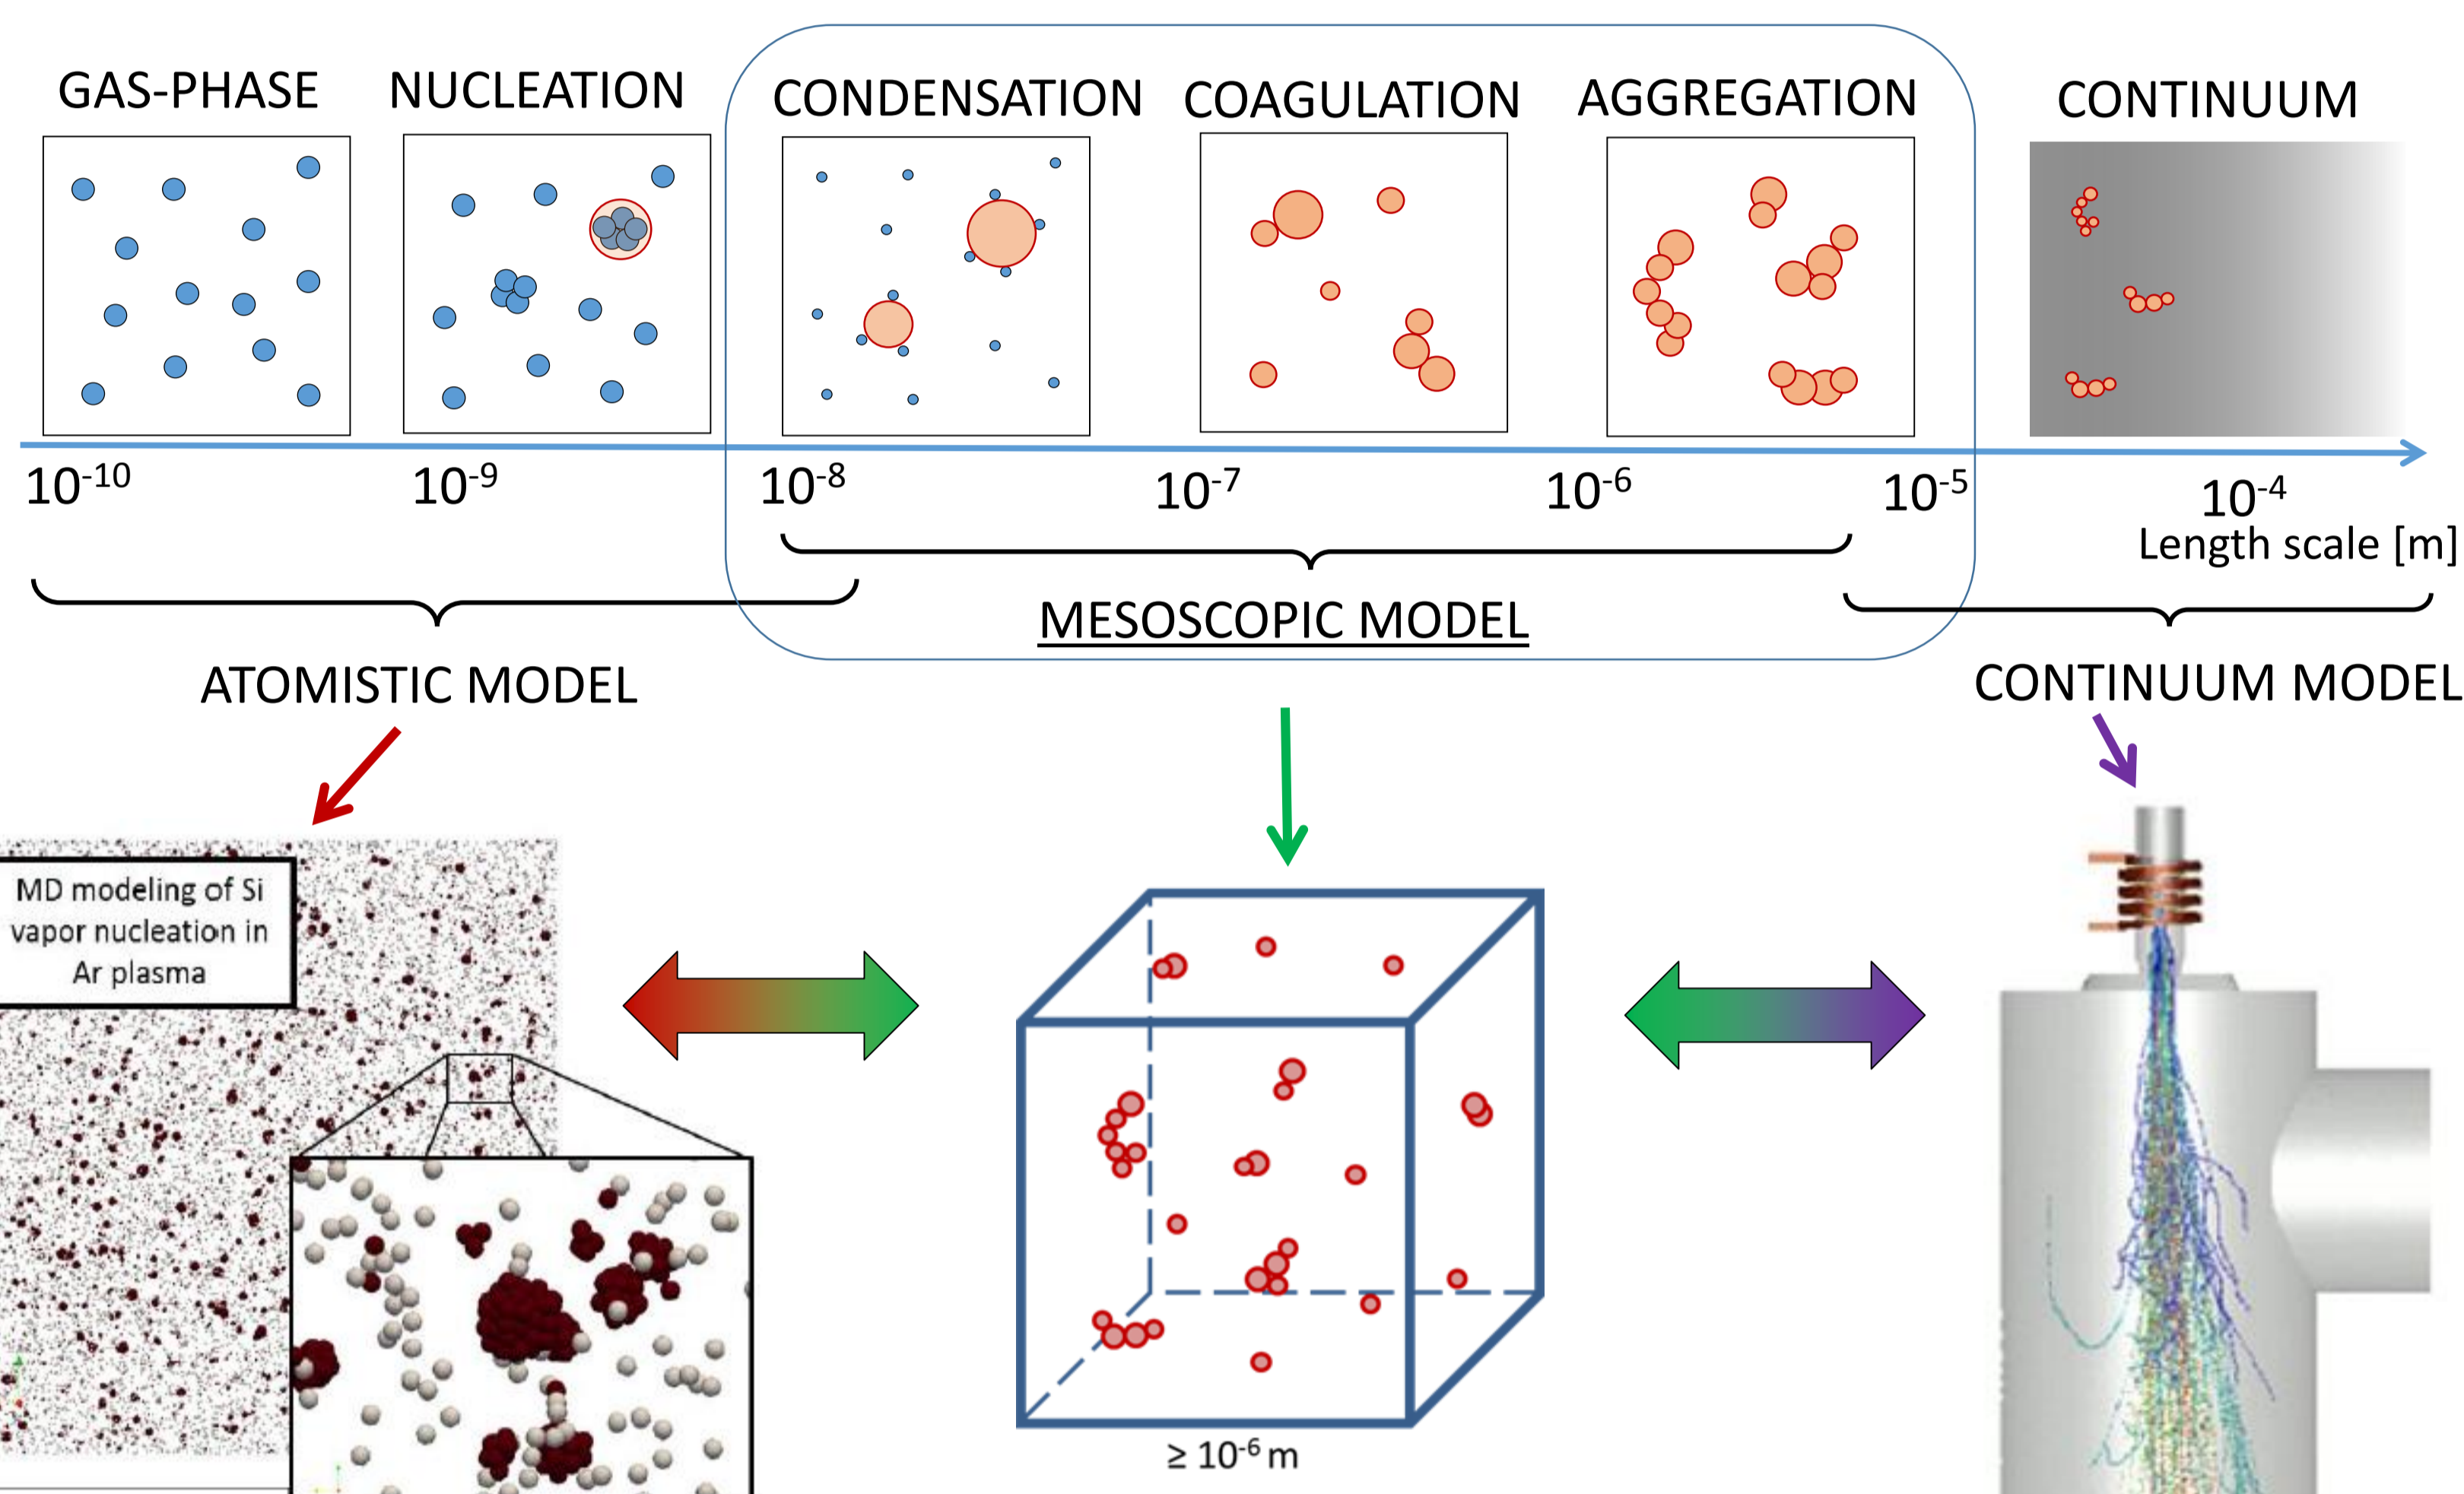 GAS-PHASE
NUCLEATION
CONDENSATION
COAGULATION
AGGREGATION
CONTINUUM
10⁻¹⁰
10⁻⁹
10⁻⁸
10⁻⁷
10⁻⁶
10⁻⁵
10⁻⁴
Length scale [m]
MESOSCOPIC MODEL
ATOMISTIC MODEL
CONTINUUM MODEL
MD modeling of Si
vapor nucleation in
Ar plasma
≥ 10⁻⁶ m